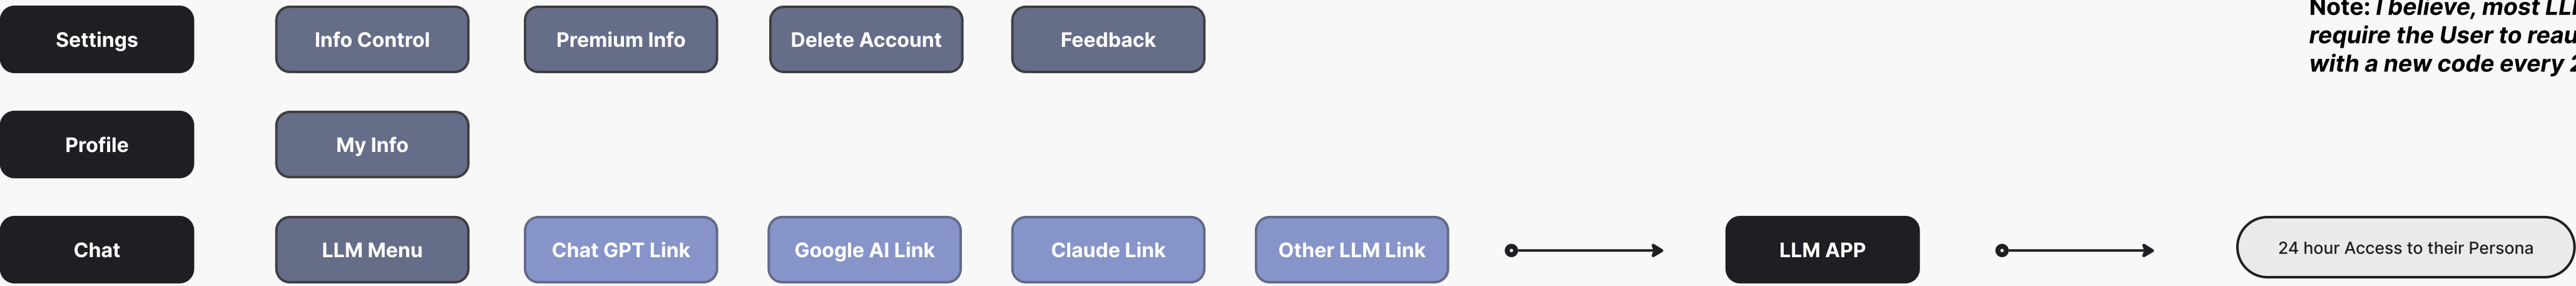 Settings
Info Control
Premium Info
Delete Account
Feedback
Note: I believe, most
require the User to
with a new code every
Profile
My Info
Chat
LLM Menu
Chat GPT Link
Google AI Link
Claude Link
Other LLM Link
LLM APP
24 hour Access to their Persona